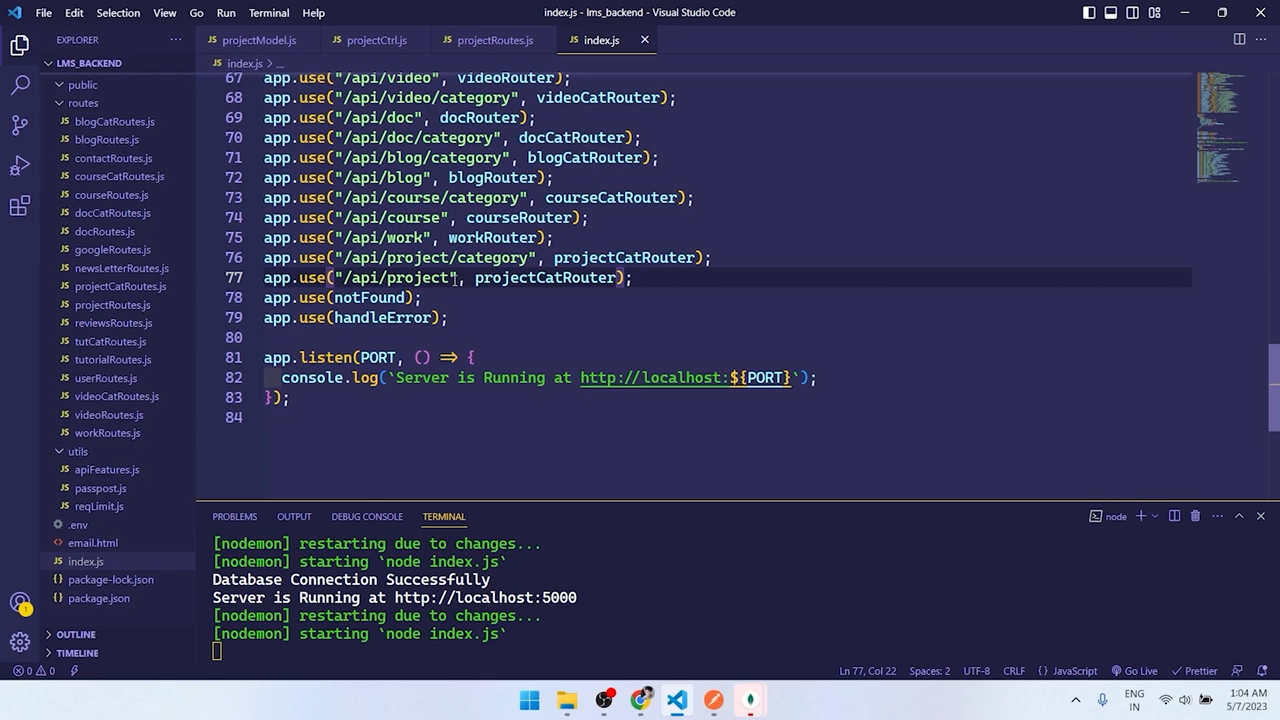 File Edit Selection View Go Run Terminal Help
index.js - lms_backend - Visual Studio Code
EXPLORER
projectModel.js
projectCtrl.js
projectRoutes.js
index.js
LMS_BACKEND
index.js > ...
public
routes
blogCatRoutes.js
blogRoutes.js
contactRoutes.js
courseCatRoutes.js
courseRoutes.js
docCatRoutes.js
docRoutes.js
googleRoutes.js
newsLetterRoutes.js
projectCatRoutes.js
projectRoutes.js
reviewsRoutes.js
tutCatRoutes.js
tutorialRoutes.js
userRoutes.js
videoCatRoutes.js
videoRoutes.js
workRoutes.js
utils
apiFeatures.js
passpost.js
reqLimit.js
.env
email.html
index.js
package-lock.json
package.json
OUTLINE
TIMELINE
67 app.use("/api/video", videoRouter);
68 app.use("/api/video/category", videoCatRouter);
69 app.use("/api/doc", docRouter);
70 app.use("/api/doc/category", docCatRouter);
71 app.use("/api/blog/category", blogCatRouter);
72 app.use("/api/blog", blogRouter);
73 app.use("/api/course/category", courseCatRouter);
74 app.use("/api/course", courseRouter);
75 app.use("/api/work", workRouter);
76 app.use("/api/project/category", projectCatRouter);
77 app.use("/api/project", projectCatRouter);
78 app.use(notFound);
79 app.use(handleError);
80
81 app.listen(PORT, () => {
82 console.log(`Server is Running at http://localhost:${PORT}`);
83 });
84
PROBLEMS OUTPUT DEBUG CONSOLE TERMINAL
node
[nodemon] restarting due to changes...
[nodemon] starting `node index.js`
Database Connection Successfully
Server is Running at http://localhost:5000
[nodemon] restarting due to changes...
[nodemon] starting `node index.js`
0 0
Ln 77, Col 22 Spaces: 2 UTF-8 CRLF {} JavaScript Go Live Prettier
1
ENG
IN
1:04 AM
5/7/2023